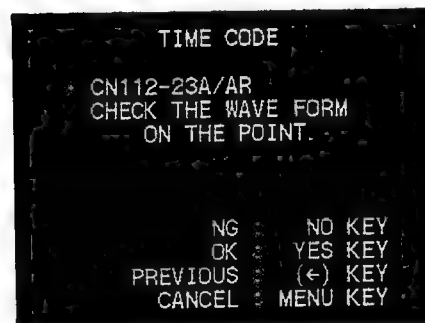 TIME CODE
CN112-23A/AR
CHECK THE WAVE FORM
ON THE POINT.
NG : NO KEY
OK : YES KEY
PREVIOUS : (←) KEY
CANCEL : MENU KEY